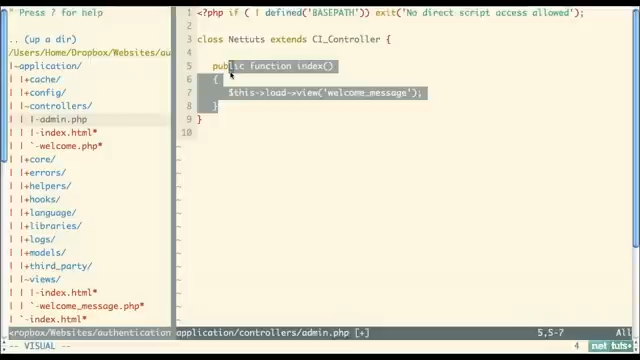 " Press ? for help
.. (up a dir)
/Users/Home/Dropbox/Websites/au
~application/
| |+cache/
| |+config/
| |~controllers/
| | |-admin.php
| | |-index.html*
| | `-welcome.php*
| |+core/
| |+errors/
| |+helpers/
| |+hooks/
| |+language/
| |+libraries/
| |+logs/
| |+models/
| |+third_party/
| |~views/
| | |-index.html*
| | `-welcome_message.php*
| `-index.html*
<ropbox/Websites/authentication
1 <?php if ( ! defined('BASEPATH')) exit('No direct script access allowed');
2
3 class Nettuts extends CI_Controller {
4
5 public function index()
6 {
7 $this->load->view('welcome_message');
8 }
9 }
10
application/controllers/admin.php [+] 5,5-7 All
-- VISUAL -- 4
nettuts+